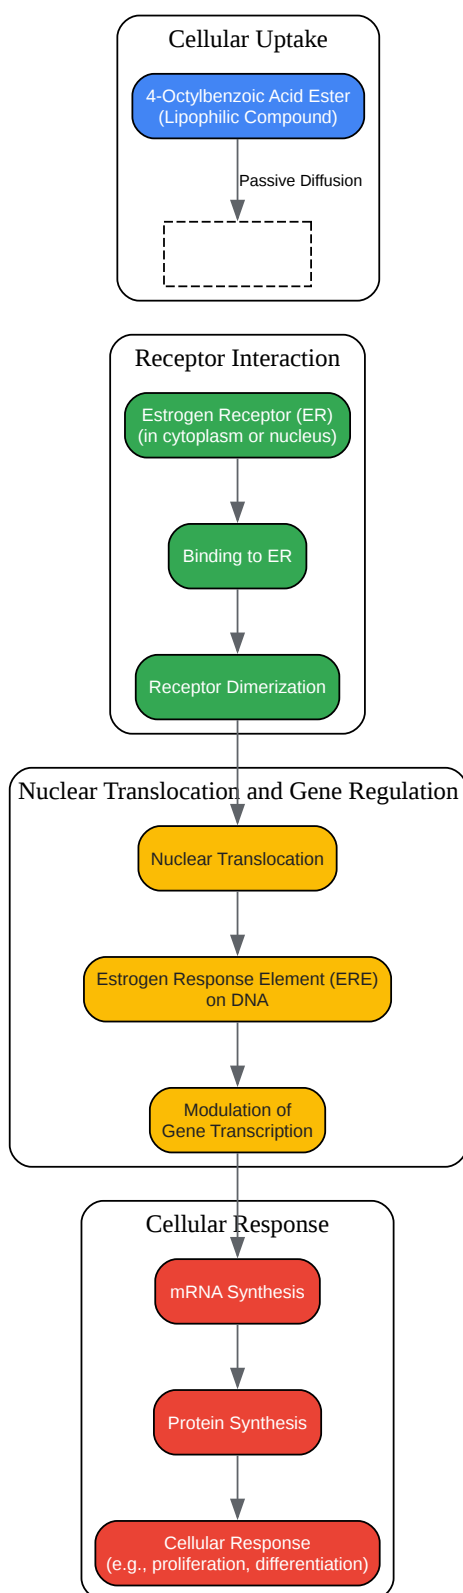 Cellular Uptake
4-Octylbenzoic Acid Ester
(Lipophilic Compound)
Passive Diffusion
Receptor Interaction
Estrogen Receptor (ER)
(in cytoplasm or nucleus)
Binding to ER
Receptor Dimerization
Nuclear Translocation and Gene Regulation
Nuclear Translocation
Estrogen Response Element (ERE)
on DNA
Modulation of
Gene Transcription
Cellular Response
mRNA Synthesis
Protein Synthesis
Cellular Response
(e.g., proliferation, differentiation)